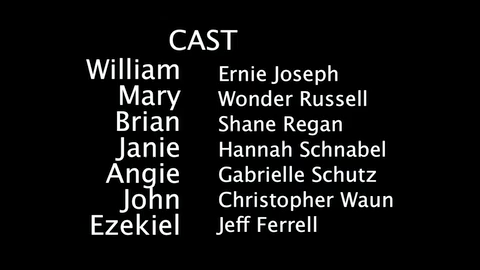 CAST
William Ernie Joseph
Mary Wonder Russell
Brian Shane Regan
Janie Hannah Schnabel
Angie Gabrielle Schutz
John Christopher Waun
Ezekiel Jeff Ferrell